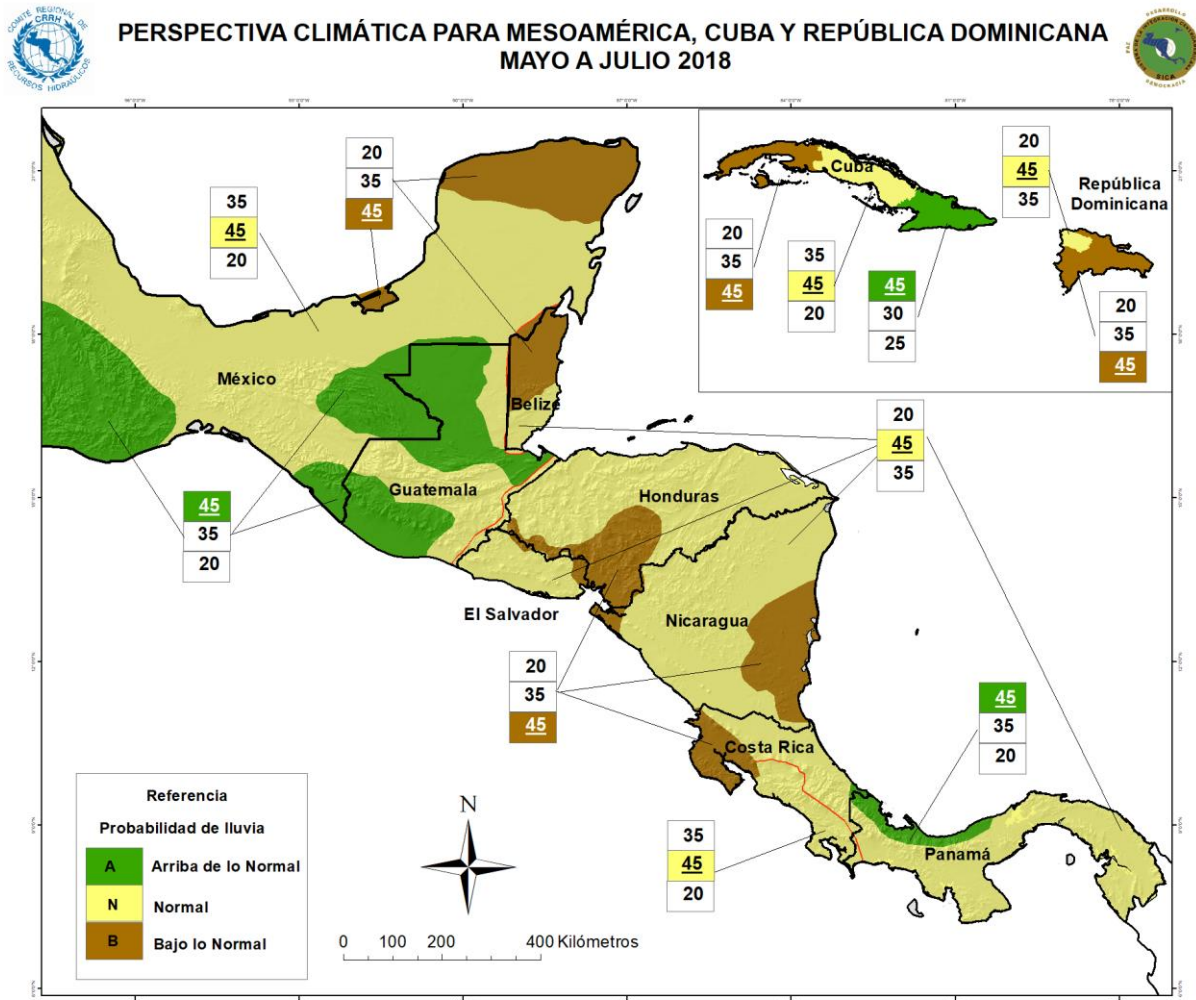 COMITÉ REGIONAL DE
CRRH
RECURSOS HIDRAÚLICOS
PERSPECTIVA CLIMÁTICA PARA MESOAMÉRICA, CUBA Y REPÚBLICA DOMINICANA
MAYO A JULIO 2018
PAZ
DESARROLLO
SICA
DEMOCRACIA
20
35
45
35
45
20
Cuba
20
45
35
República
Dominicana
20
35
45
35
45
20
45
30
25
20
35
45
México
Belize
20
45
35
Guatemala
Honduras
45
35
20
El Salvador
Nicaragua
20
35
45
45
35
20
Costa Rica
Panamá
35
45
20
Referencia
Probabilidad de lluvia
A Arriba de lo Normal
N Normal
B Bajo lo Normal
N
0 100 200 400 Kilómetros